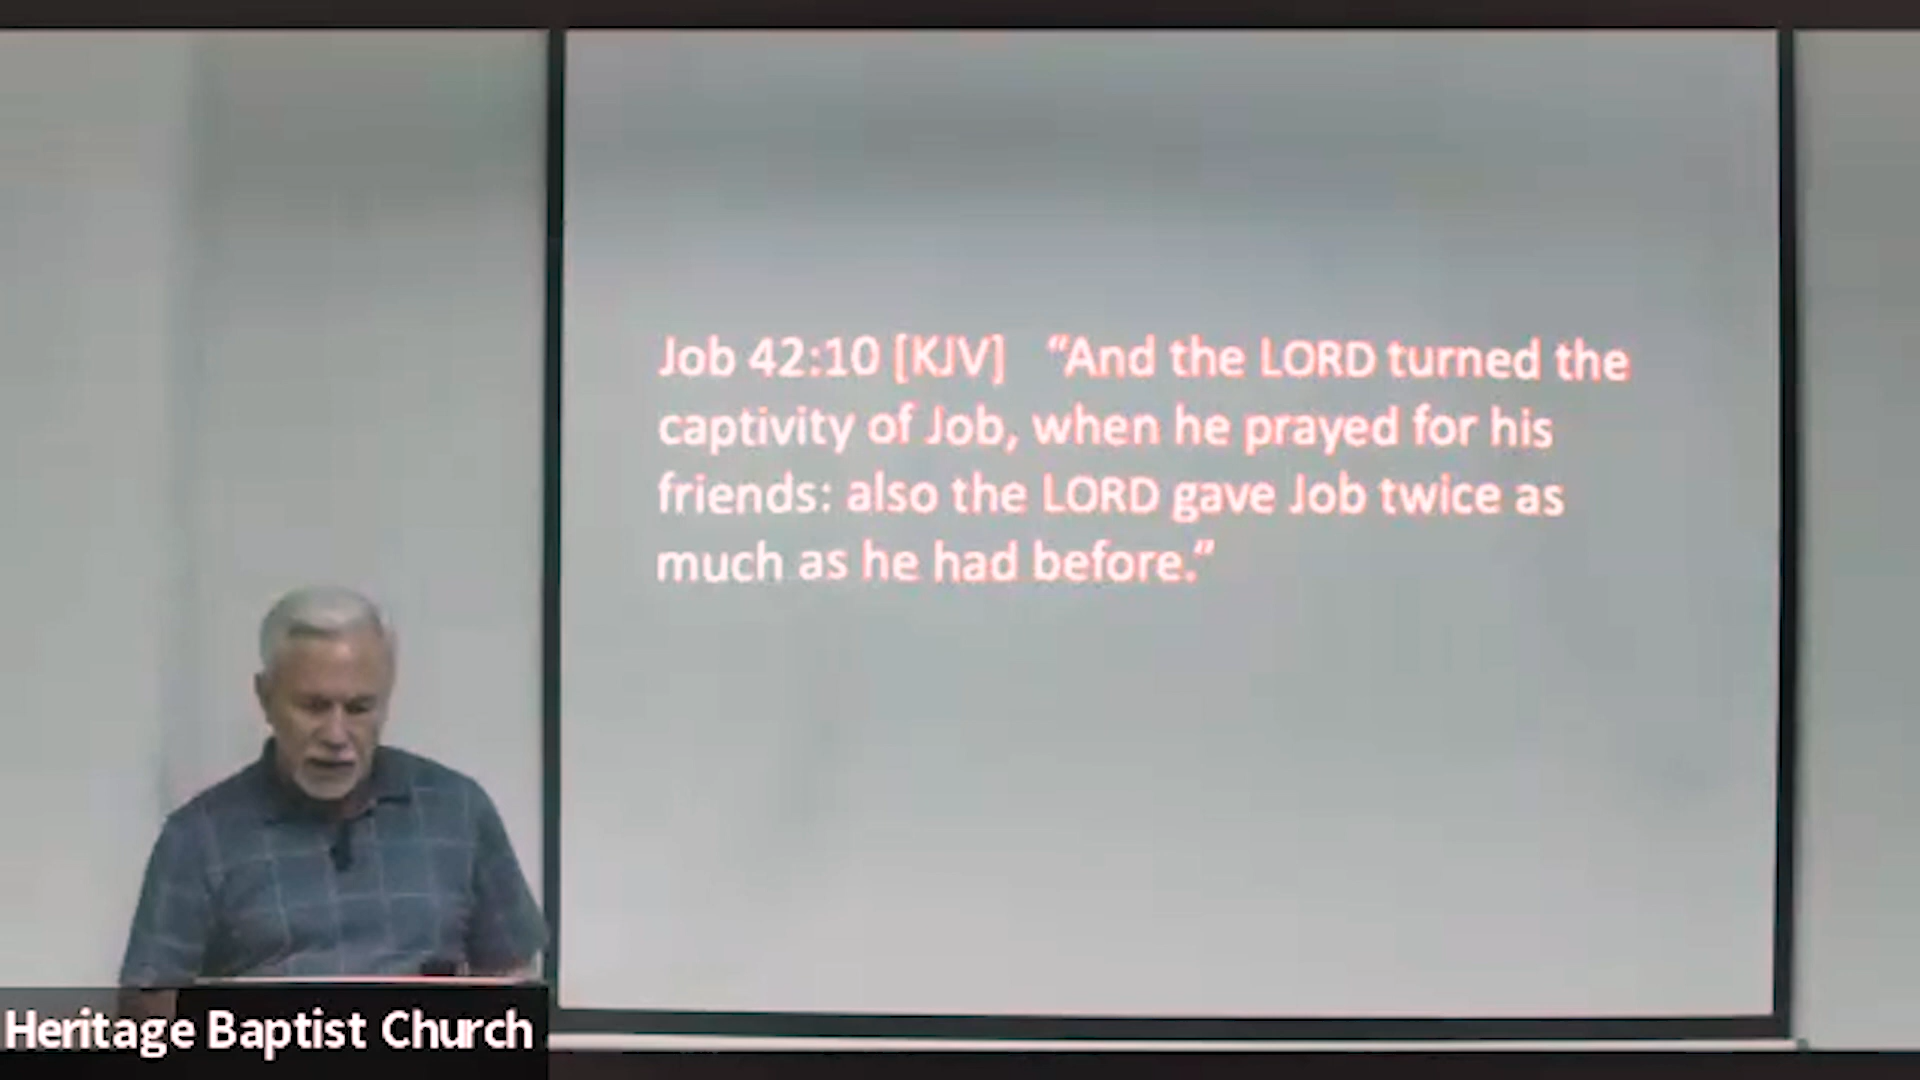 Job 42:10 [KJV] “And the LORD turned the
captivity of Job, when he prayed for his
friends: also the LORD gave Job twice as
much as he had before.”
Heritage Baptist Church